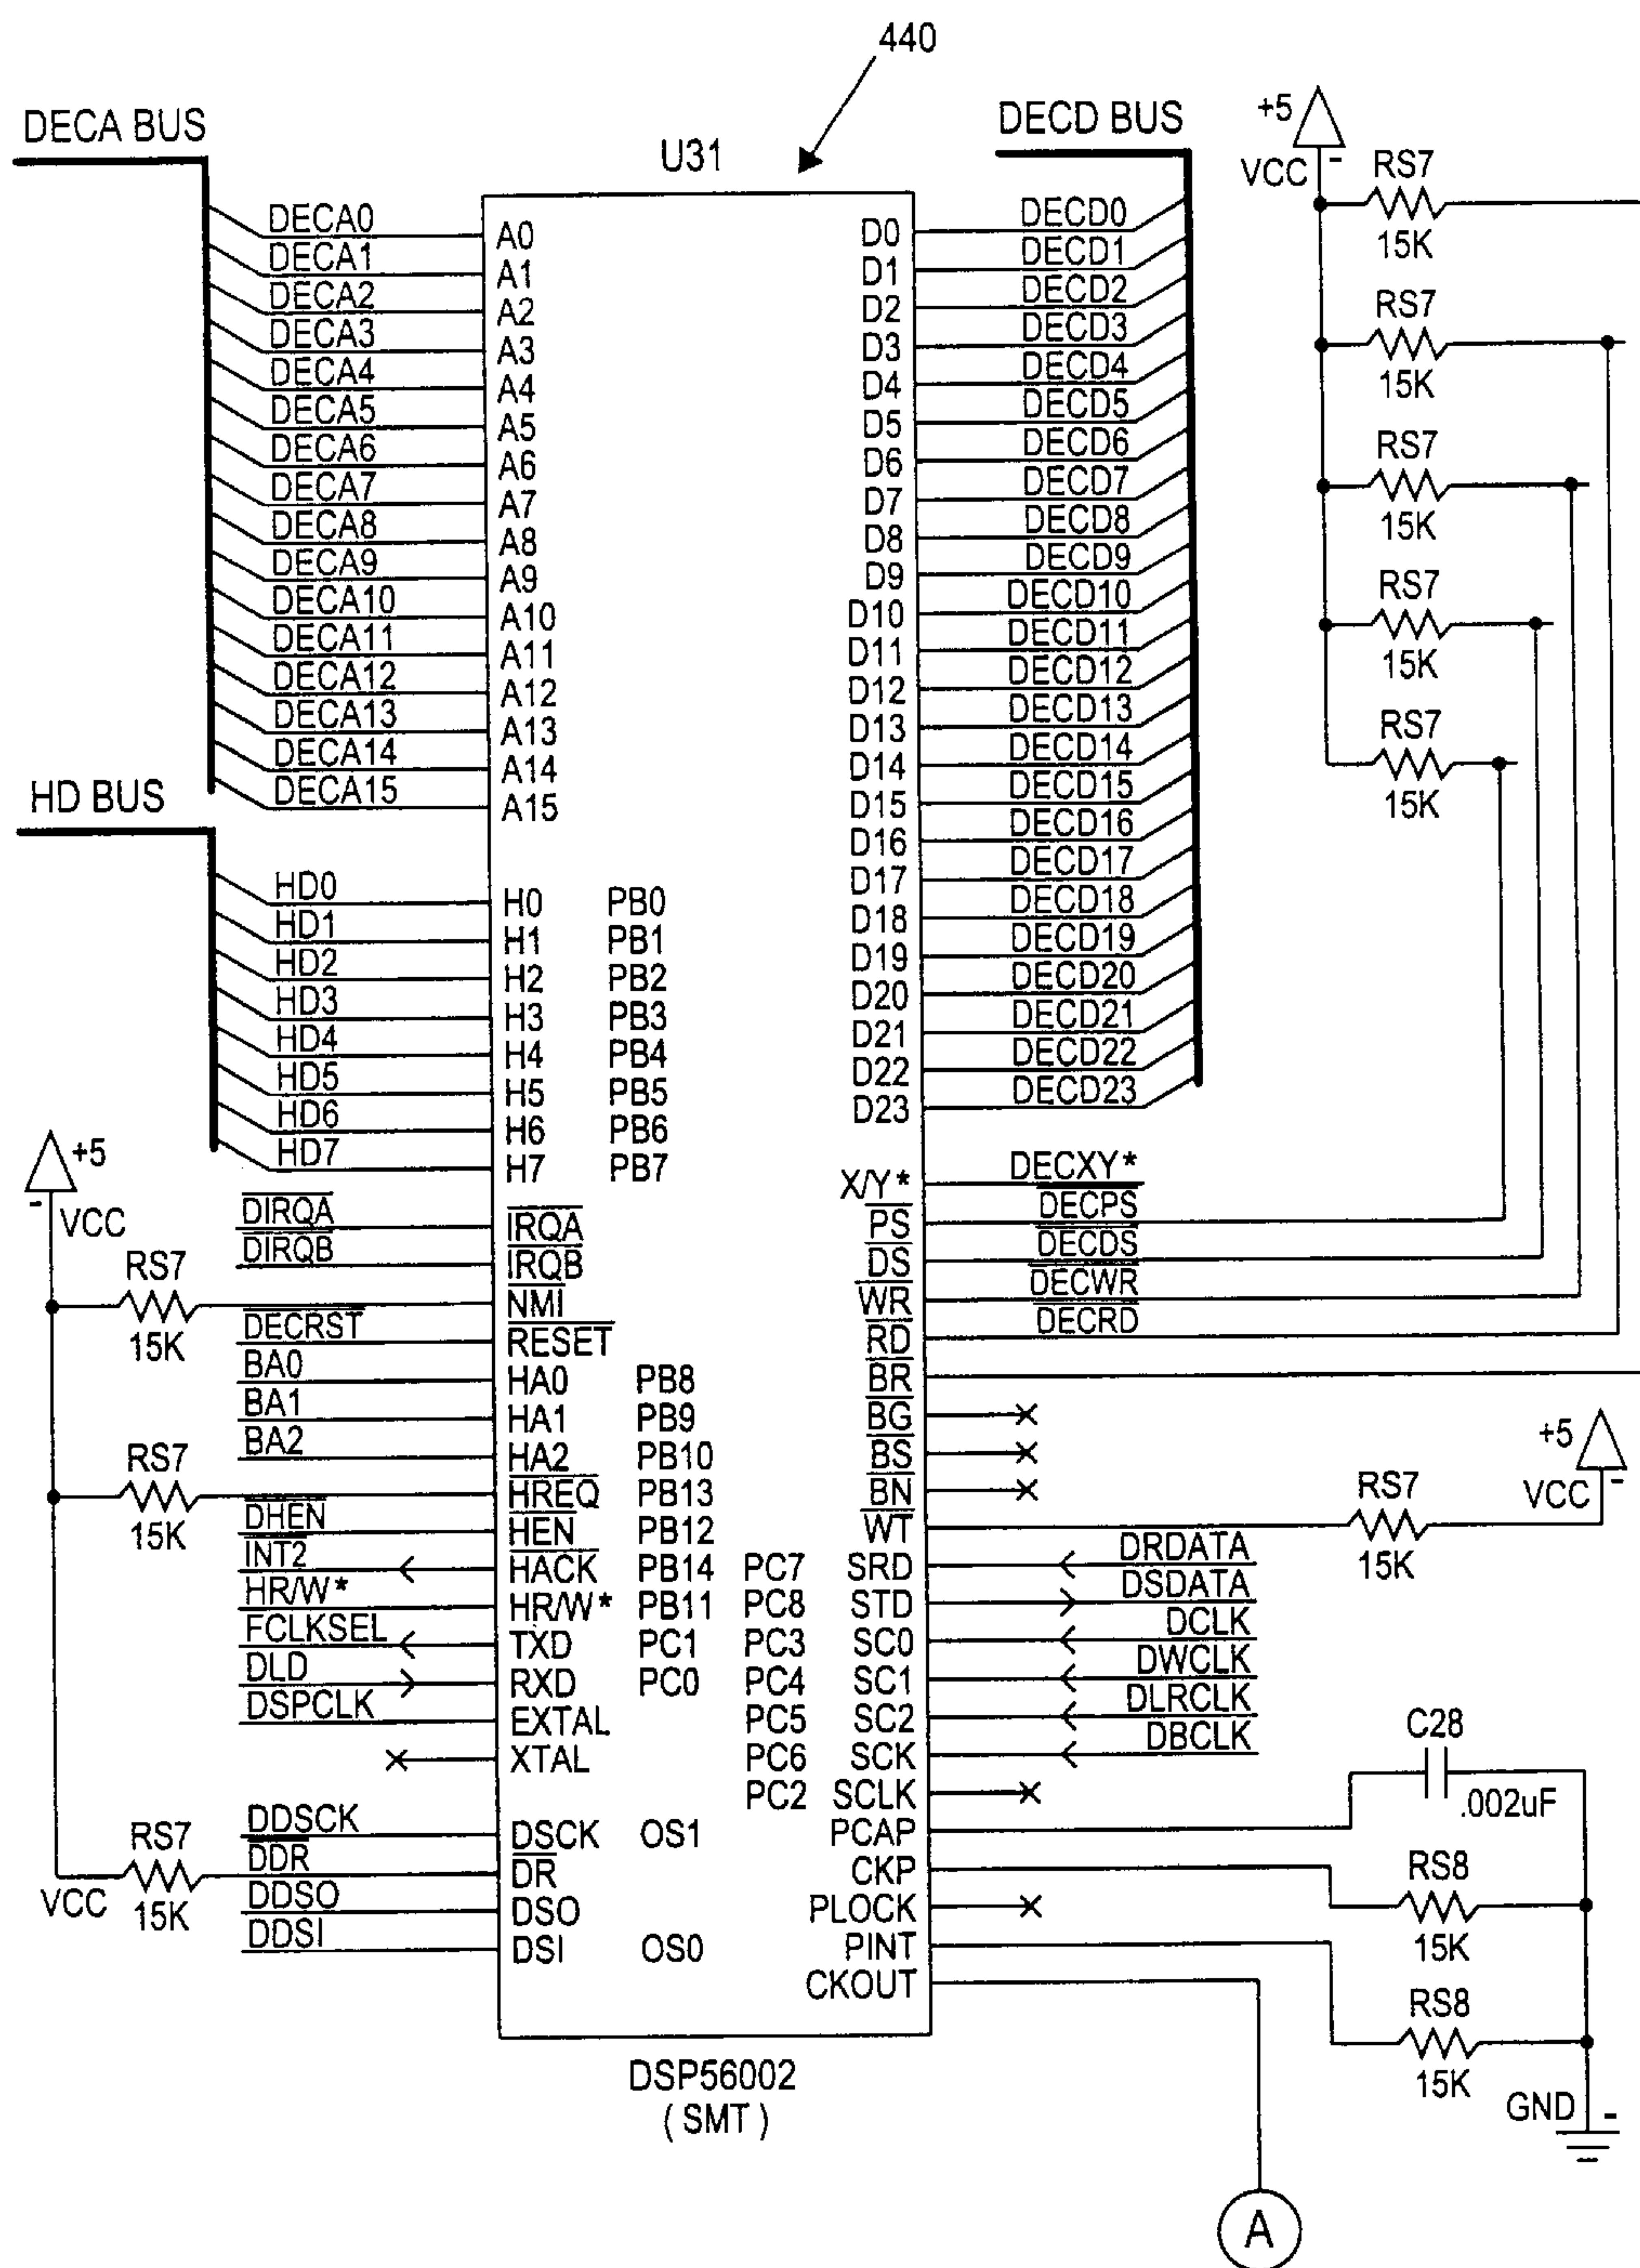 440
DECA BUS
U31
DECD BUS
+5
VCC
-
RS7
15K
RS7
15K
RS7
15K
RS7
15K
RS7
15K
DECA0 A0 D0 DECD0
DECA1 A1 D1 DECD1
DECA2 A2 D2 DECD2
DECA3 A3 D3 DECD3
DECA4 A4 D4 DECD4
DECA5 A5 D5 DECD5
DECA6 A6 D6 DECD6
DECA7 A7 D7 DECD7
DECA8 A8 D8 DECD8
DECA9 A9 D9 DECD9
DECA10 A10 D10 DECD10
DECA11 A11 D11 DECD11
DECA12 A12 D12 DECD12
DECA13 A13 D13 DECD13
DECA14 A14 D14 DECD14
DECA15 A15 D15 DECD15
HD BUS
D16 DECD16
D17 DECD17
HD0 H0 PB0 D18 DECD18
HD1 H1 PB1 D19 DECD19
HD2 H2 PB2 D20 DECD20
HD3 H3 PB3 D21 DECD21
HD4 H4 PB4 D22 DECD22
HD5 H5 PB5 D23 DECD23
HD6 H6 PB6
HD7 H7 PB7 X/Y* DECXY*
+5
-
VCC
DIRQA IRQA PS DECPS
DIRQB IRQB DS DECDS
RS7
15K
NMI WR DECWR
DECRST RESET RD DECRD
BA0 HA0 PB8 BR
BA1 HA1 PB9 BG
BA2 HA2 PB10 BS
RS7
15K
HREQ PB13 BN
DHEN HEN PB12 WT
RS7
15K
+5
VCC
-
INT2 HACK PB14 PC7 SRD DRDATA
HR/W* HR/W* PB11 PC8 STD DSDATA
FCLKSEL TXD PC1 PC3 SC0 DCLK
DLD RXD PC0 PC4 SC1 DWCLK
DSPCLK EXTAL PC5 SC2 DLRCLK
XTAL PC6 SCK DBCLK
PC2 SCLK
C28
.002uF
DDSCK DSCK OS1 PCAP
RS7
15K
VCC
DDR DR CKP
RS8
15K
DDSO DSO PLOCK
DDSI DSI OS0 PINT
CKOUT
RS8
15K
GND
-
DSP56002
( SMT )
A